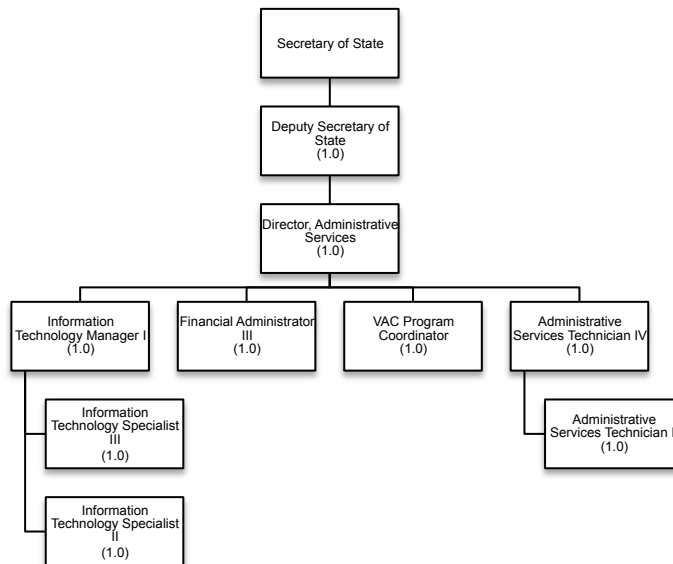 Secretary of State
Deputy Secretary of
State
(1.0)
Director, Administrative
Services
(1.0)
Information
Technology Manager I
(1.0)
Financial Administrator
III
(1.0)
VAC Program
Coordinator
(1.0)
Administrative
Services Technician IV
(1.0)
Information
Technology Specialist
III
(1.0)
Administrative
Services Technician
(1.0)
Information
Technology Specialist
II
(1.0)